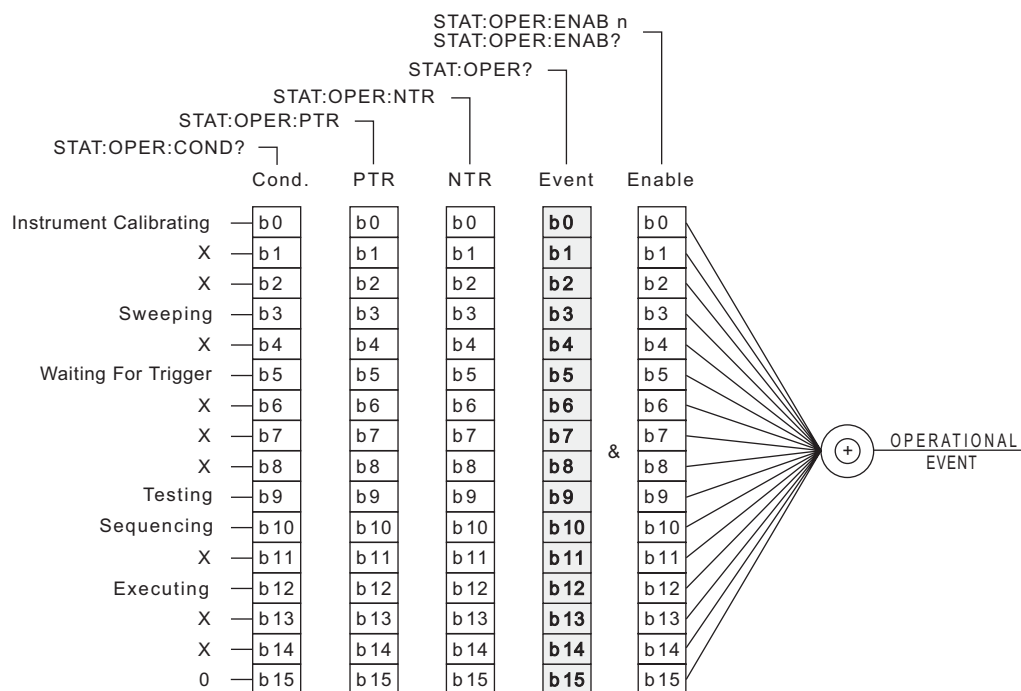 STAT:OPER:ENAB n
STAT:OPER:ENAB?
STAT:OPER?
STAT:OPER:NTR
STAT:OPER:PTR
STAT:OPER:COND?
Cond. PTR NTR Event Enable
Instrument Calibrating b0 b0 b0 b0 b0
X b1 b1 b1 b1 b1
X b2 b2 b2 b2 b2
Sweeping b3 b3 b3 b3 b3
X b4 b4 b4 b4 b4
Waiting For Trigger b5 b5 b5 b5 b5
X b6 b6 b6 b6 b6
X b7 b7 b7 b7 b7
&
X b8 b8 b8 b8 b8
+ OPERATIONAL
EVENT
Testing b9 b9 b9 b9 b9
Sequencing b10 b10 b10 b10 b10
X b11 b11 b11 b11 b11
Executing b12 b12 b12 b12 b12
X b13 b13 b13 b13 b13
X b14 b14 b14 b14 b14
0 b15 b15 b15 b15 b15